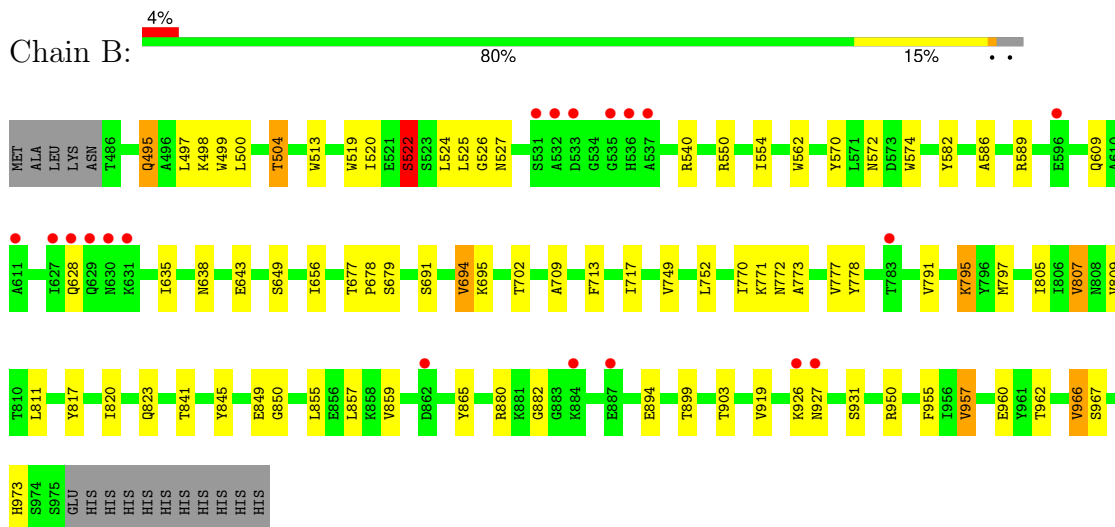 4%
Chain B:
80% 15% • •
MET ALA LEU LYS ASN T486 Q495 A496 L497 K498 W499 L500 T504 W513 W519 I520 E521 S522 S523 L524 L525 G526 N527 S531 A532 D533 G534 G535 H536 A537 R540 R550 I554 W562 Y570 L571 N572 D573 W574 Y582 A586 R589 E596 Q609 A610
A611 I627 Q628 Q629 N630 K631 I635 N638 E643 S649 I656 T677 P678 S679 S691 V694 K695 T702 A709 F713 I717 V749 L752 I770 K771 N772 A773 V777 Y778 T783 V791 K795 Y796 M797 I805 I806 V807 N808 V809
T810 L811 Y817 I820 Q823 T841 Y845 E849 G850 L855 E856 L857 K858 V859 D862 Y865 R880 K881 G882 G883 K884 E887 E894 T899 T903 V919 K926 N927 S931 R950 F955 I956 V957 E960 Y961 T962 V966 S967
H973 S974 S975 GLU HIS HIS HIS HIS HIS HIS HIS HIS HIS HIS